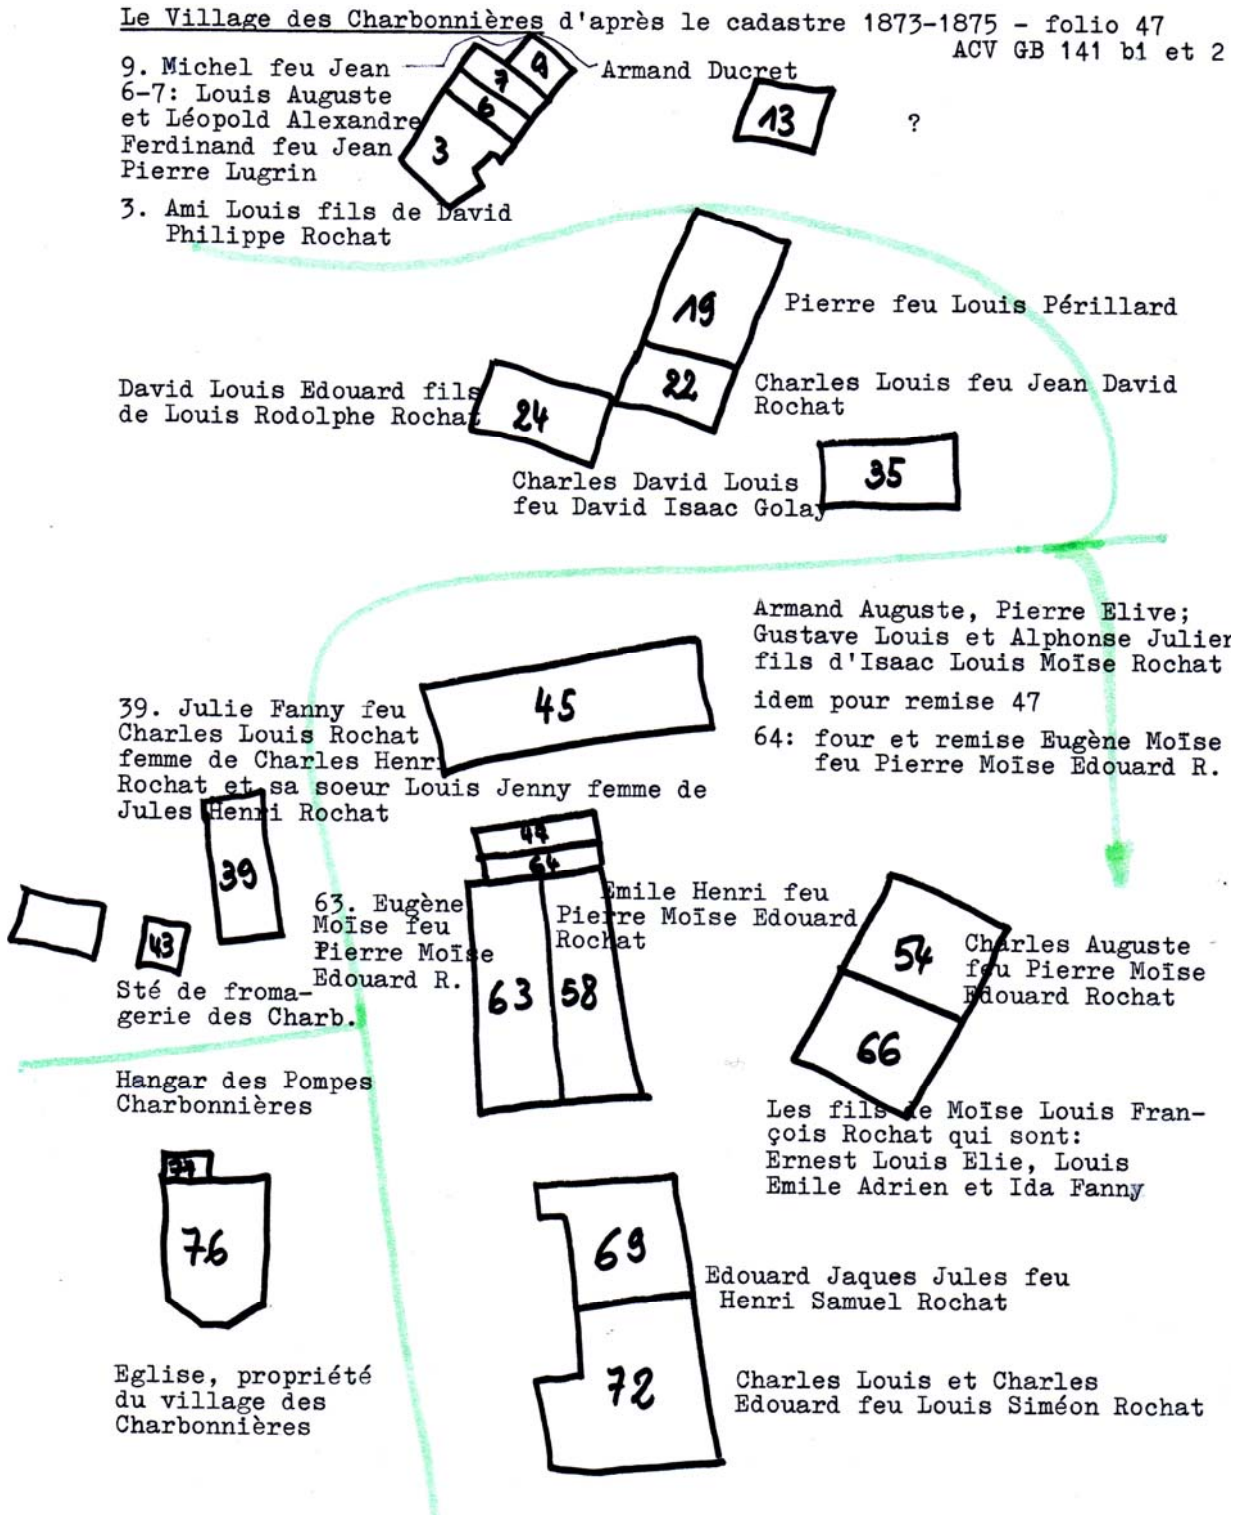 Le Village des Charbonnières d'après le cadastre 1873-1875 - folio 47
ACV GB 141 b1 et 2
9. Michel feu Jean
Armand Ducret
6-7: Louis Auguste
et Léopold Alexandre
Ferdinand feu Jean
Pierre Lugrin
9
7
6
3
13
?
3. Ami Louis fils de David
Philippe Rochat
19
Pierre feu Louis Périllard
22
Charles Louis feu Jean David
Rochat
David Louis Edouard fils
de Louis Rodolphe Rochat
24
Charles David Louis
feu David Isaac Golay
35
Armand Auguste, Pierre Elive;
Gustave Louis et Alphonse Julien
fils d'Isaac Louis Moïse Rochat
idem pour remise 47
64: four et remise Eugène Moïse
feu Pierre Moïse Edouard R.
45
39. Julie Fanny feu
Charles Louis Rochat
femme de Charles Henri
Rochat et sa soeur Louis Jenny femme de
Jules Henri Rochat
39
43
64
63. Eugène
Moïse feu
Pierre Moïse
Edouard R.
Emile Henri feu
Pierre Moïse Edouard
Rochat
63
58
54
Charles Auguste
feu Pierre Moïse
Edouard Rochat
66
Sté de froma-
gerie des Charb.
Hangar des Pompes
Charbonnières
Les fils de Moïse Louis Fran-
çois Rochat qui sont:
Ernest Louis Elie, Louis
Emile Adrien et Ida Fanny
77
76
69
Edouard Jaques Jules feu
Henri Samuel Rochat
Eglise, propriété
du village des
Charbonnières
72
Charles Louis et Charles
Edouard feu Louis Siméon Rochat